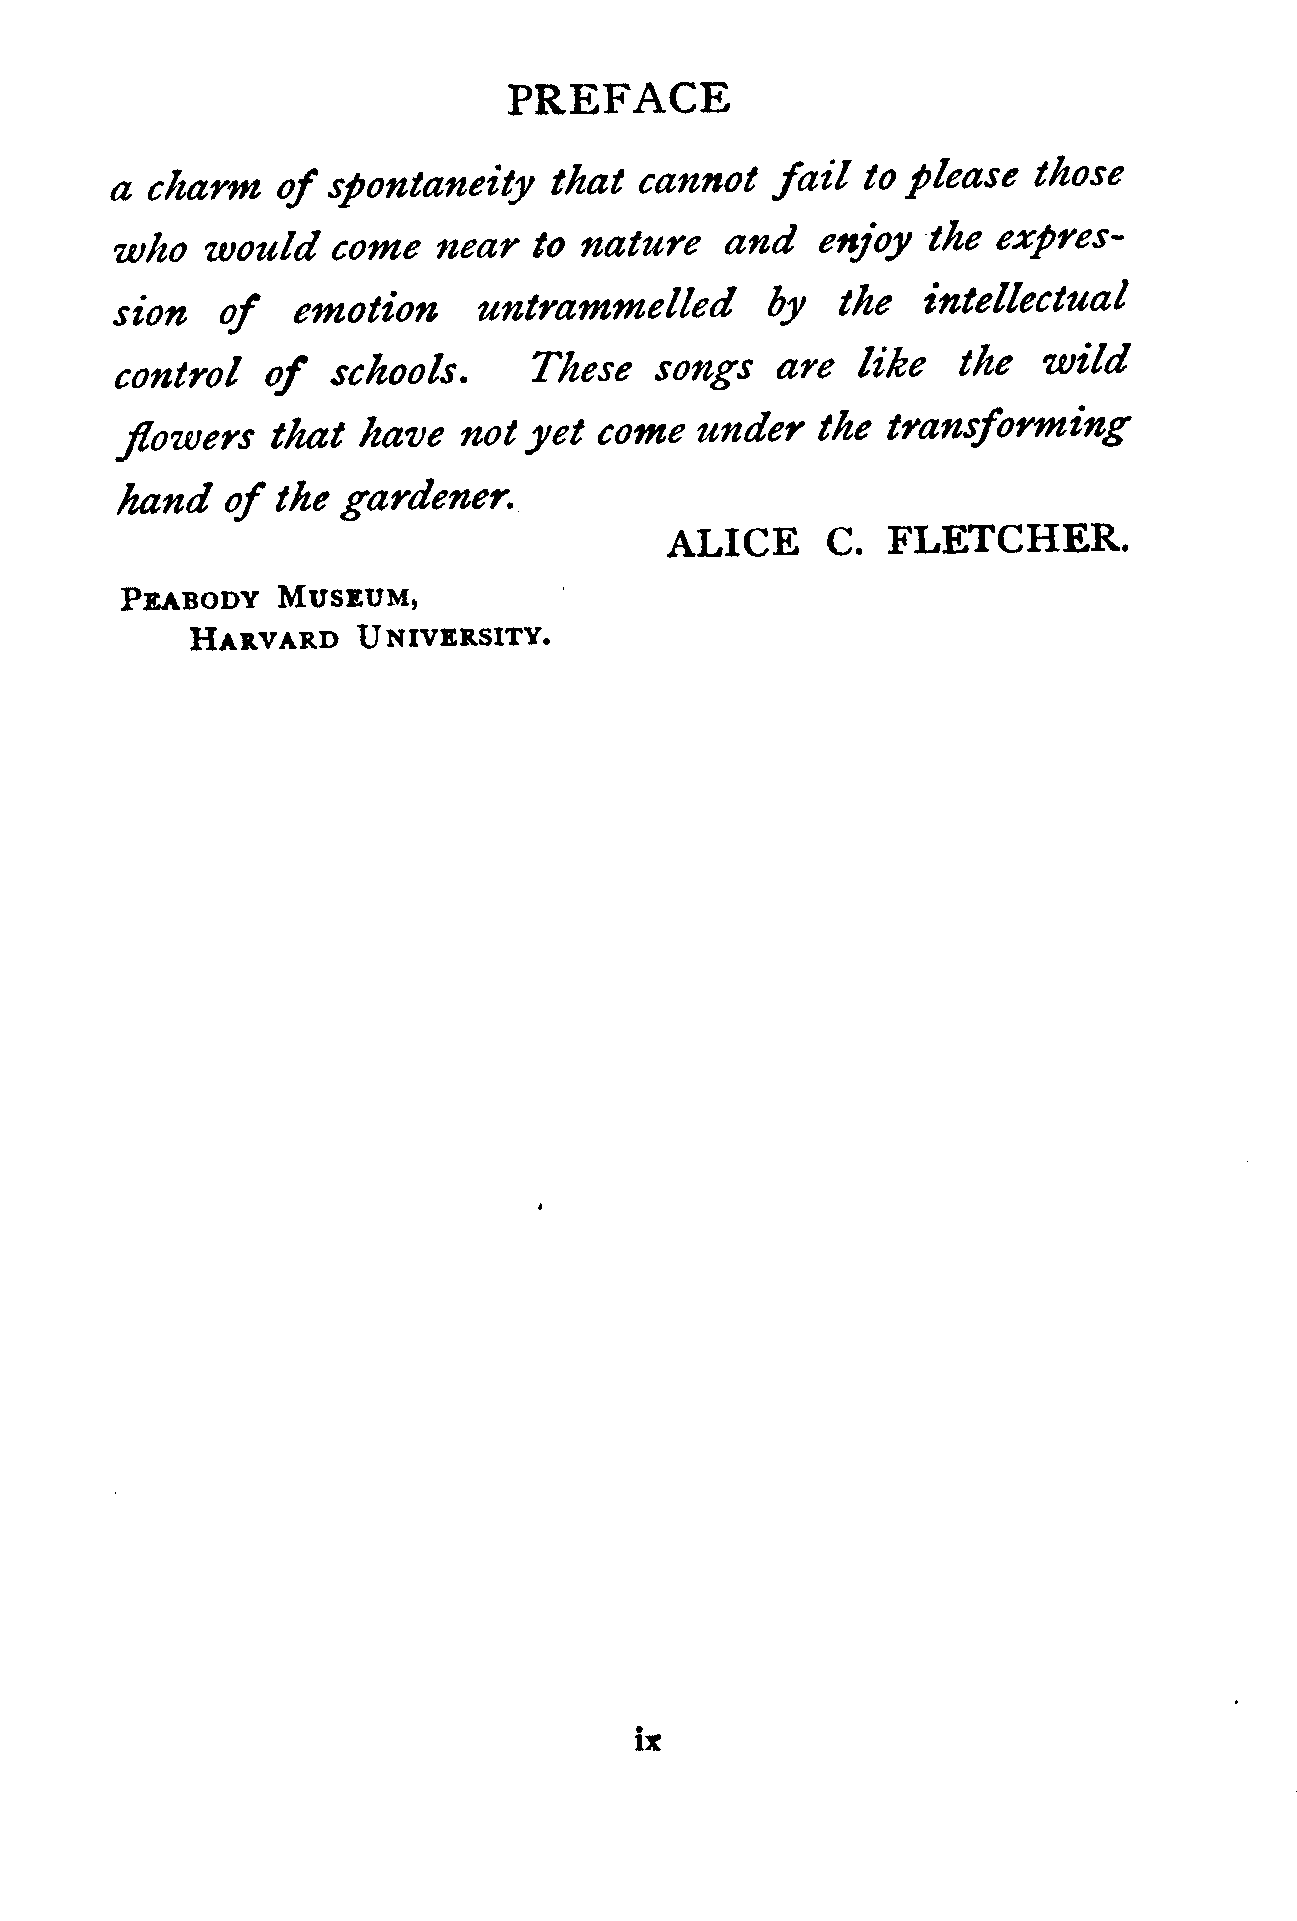 PREFACE
a charm of spontaneity that cannot fail to please those
who would come near to nature and enjoy the expres-
sion of emotion untrammelled by the intellectual
control of schools. These songs are like the wild
flowers that have not yet come under the transforming
hand of the gardener.
ALICE C. FLETCHER.
PEABODY MUSEUM,
HARVARD UNIVERSITY.
ix